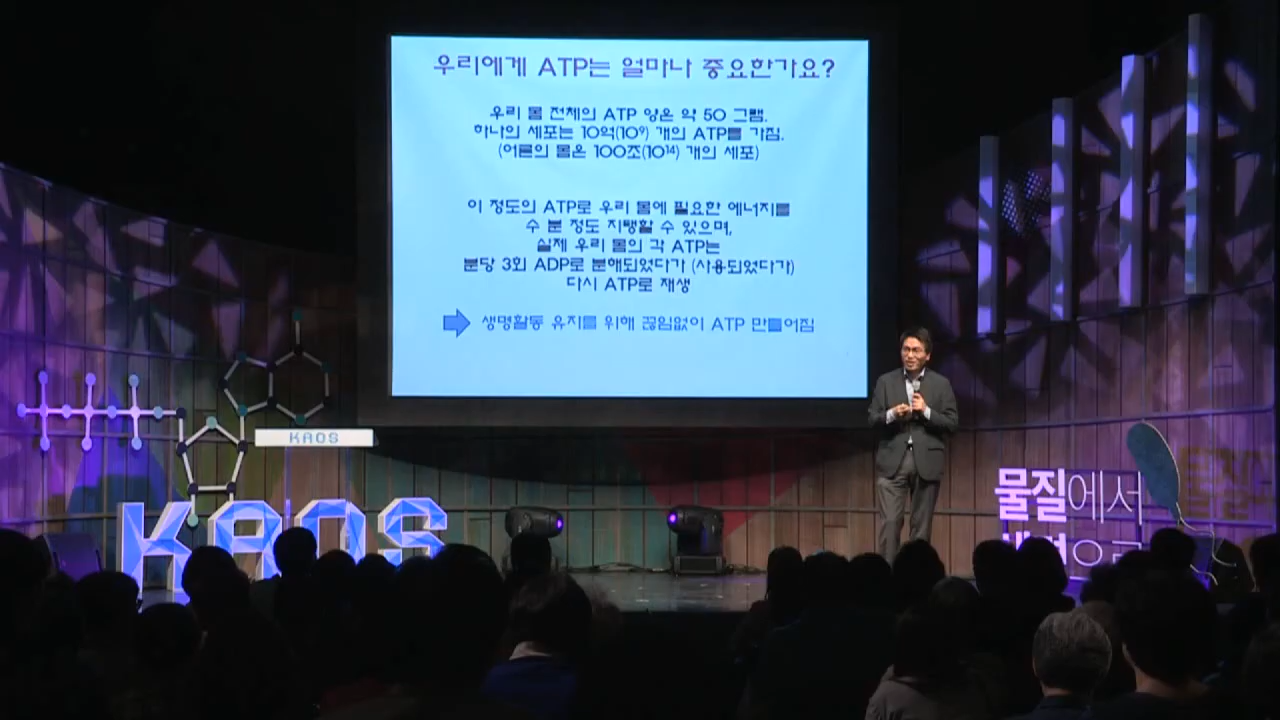 우리에게 ATP는 얼마나 중요한가요?
우리 몸 전체의 ATP 양은 약 50 그램.
하나의 세포는 10억(10⁹) 개의 ATP를 가짐.
(어른의 몸은 100조(10¹⁴) 개의 세포)
이 정도의 ATP로 우리 몸에 필요한 에너지를
수 분 정도 지탱할 수 있으며,
실제 우리 몸의 각 ATP는
분당 3회 ADP로 분해되었다가 (사용되었다가)
다시 ATP로 재생
생명활동 유지를 위해 끊임없이 ATP 만들어짐
KAOS
KAOS
물질에서
생명으로